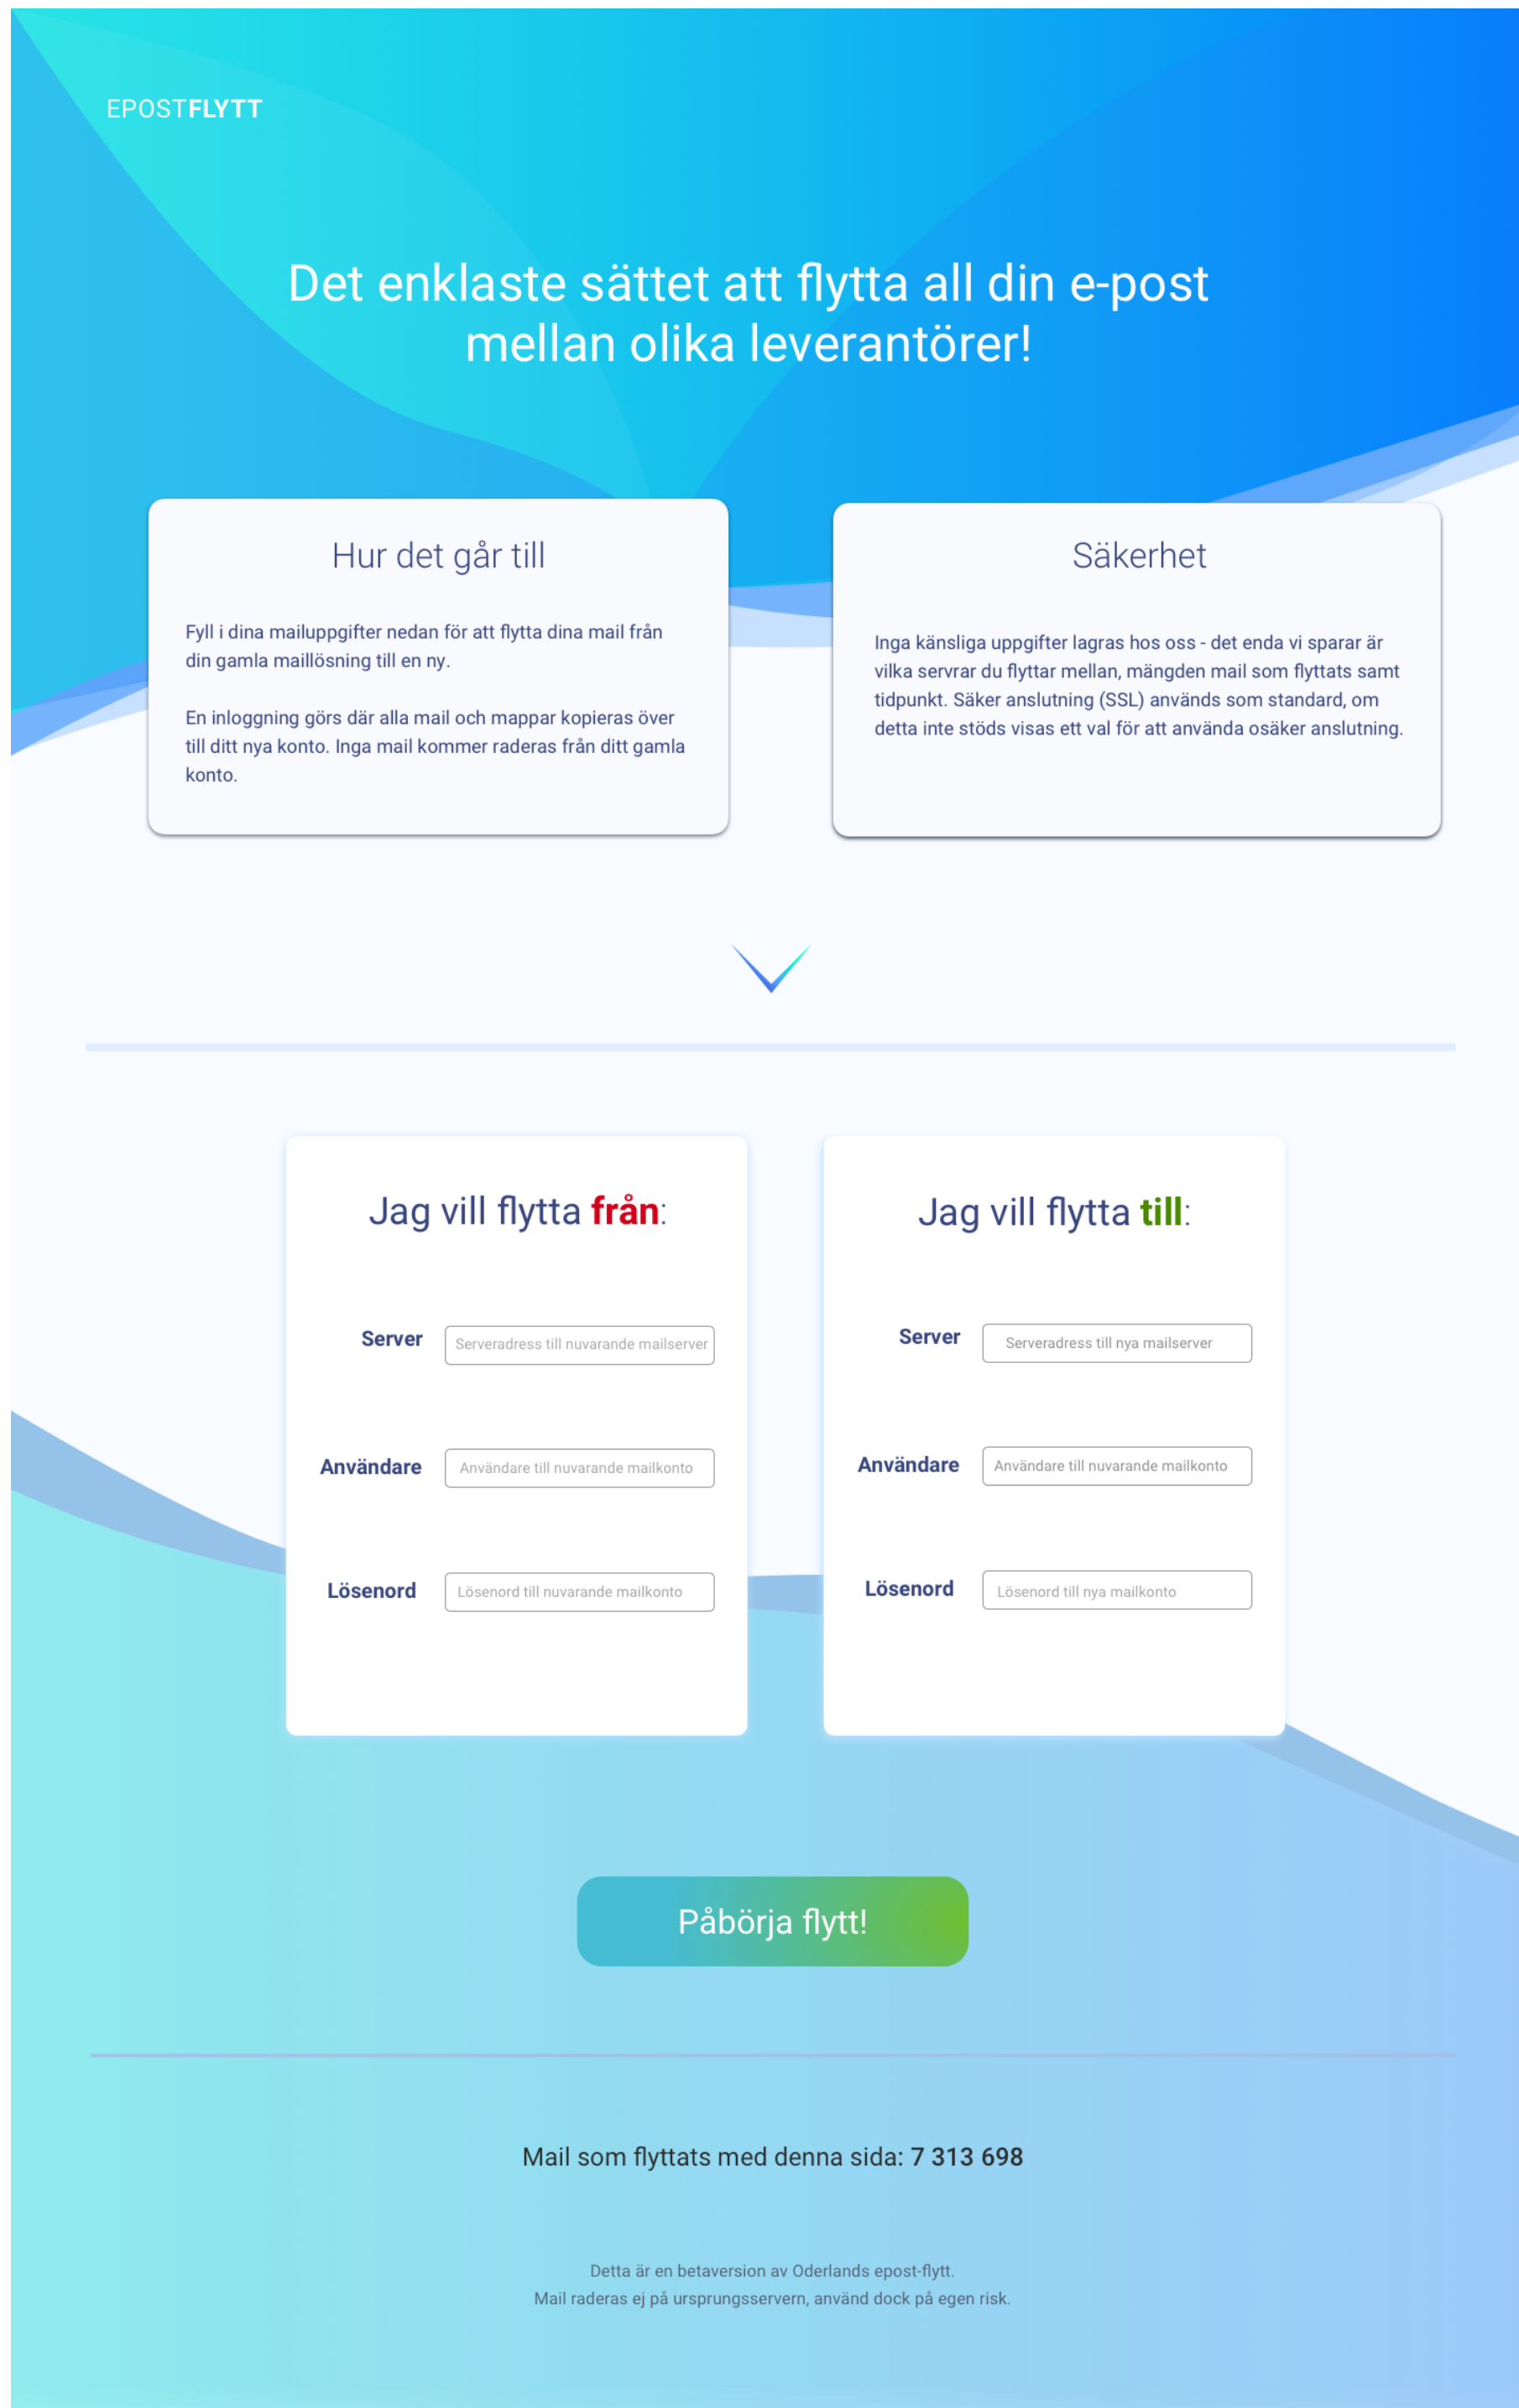 EPOSTFLYTT
Det enklaste sättet att flytta all din e-post
mellan olika leverantörer!
Hur det går till
Fyll i dina mailuppgifter nedan för att flytta dina mail från
din gamla maillösning till en ny.
En inloggning görs där alla mail och mappar kopieras över
till ditt nya konto. Inga mail kommer raderas från ditt gamla
konto.
Säkerhet
Inga känsliga uppgifter lagras hos oss - det enda vi sparar är
vilka servrar du flyttar mellan, mängden mail som flyttats samt
tidpunkt. Säker anslutning (SSL) används som standard, om
detta inte stöds visas ett val för att använda osäker anslutning.
Jag vill flytta från:
Server
Serveradress till nuvarande mailserver
Användare
Användare till nuvarande mailkonto
Lösenord
Lösenord till nuvarande mailkonto
Jag vill flytta till:
Server
Serveradress till nya mailserver
Användare
Användare till nuvarande mailkonto
Lösenord
Lösenord till nya mailkonto
Påbörja flytt!
Mail som flyttats med denna sida: 7 313 698
Detta är en betaversion av Oderlands epost-flytt.
Mail raderas ej på ursprungsservern, använd dock på egen risk.